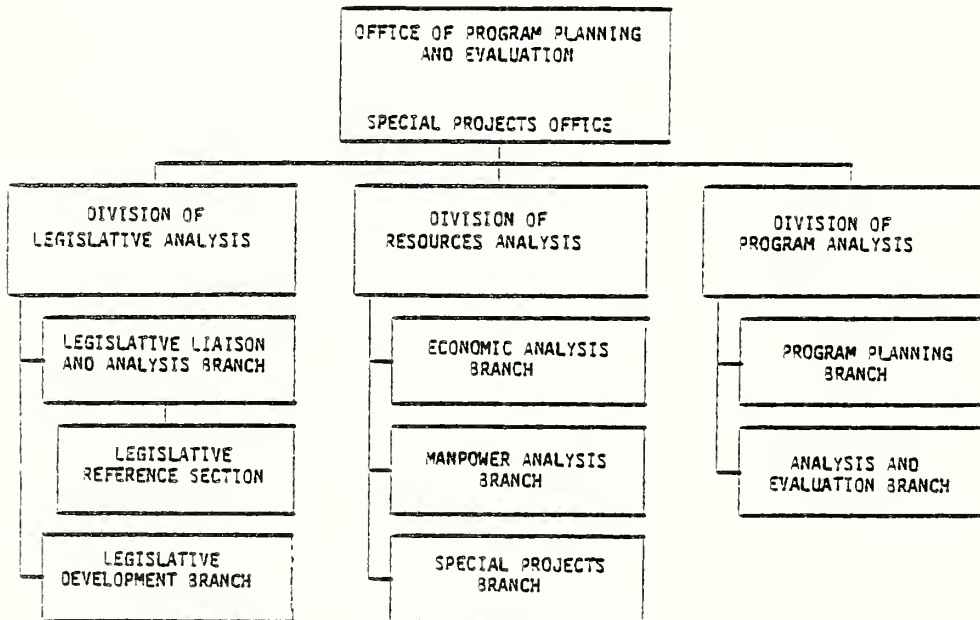 OFFICE OF PROGRAM PLANNING
AND EVALUATION
SPECIAL PROJECTS OFFICE
DIVISION OF
LEGISLATIVE ANALYSIS
LEGISLATIVE LIAISON
AND ANALYSIS BRANCH
LEGISLATIVE
REFERENCE SECTION
LEGISLATIVE
DEVELOPMENT BRANCH
DIVISION OF
RESOURCES ANALYSIS
ECONOMIC ANALYSIS
BRANCH
MANPOWER ANALYSIS
BRANCH
SPECIAL PROJECTS
BRANCH
DIVISION OF
PROGRAM ANALYSIS
PROGRAM PLANNING
BRANCH
ANALYSIS AND
EVALUATION BRANCH